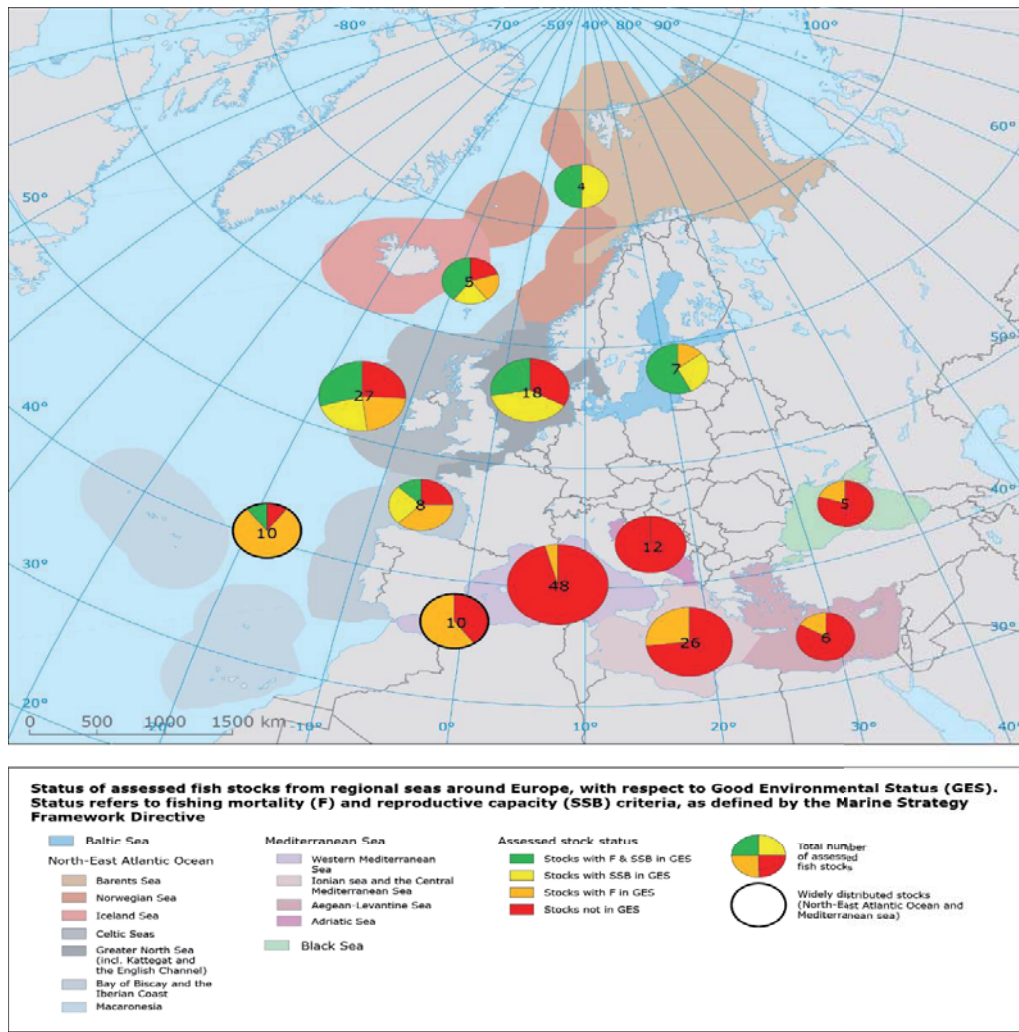 -80°
-70°
-50°
40°
80°
90°
100°
60°
50°
4
5
50°
27
18
7
40°
8
5
40°
10
12
30°
48
10
6
30°
26
20°
0 500 1000 1500 km
-20°
-10°
0°
10°
20°
30°
40°
Status of assessed fish stocks from regional seas around Europe, with respect to Good Environmental Status (GES).
Status refers to fishing mortality (F) and reproductive capacity (SSB) criteria, as defined by the Marine Strategy
Framework Directive
Baltic Sea
North-East Atlantic Ocean
Barents Sea
Norwegian Sea
Iceland Sea
Celtic Seas
Greater North Sea
(incl. Kattegat and
the English Channel)
Bay of Biscay and the
Iberian Coast
Macaronesia
Mediterranean Sea
Western Mediterranean
Sea
Ionian sea and the Central
Mediterranean Sea
Aegean-Levantine Sea
Adriatic Sea
Black Sea
Assessed stock status
Stocks with F & SSB in GES
Stocks with SSB in GES
Stocks with F in GES
Stocks not in GES
Total number
of assessed
fish stocks
Widely distributed stocks
(North-East Atlantic Ocean and
Mediterranean sea)